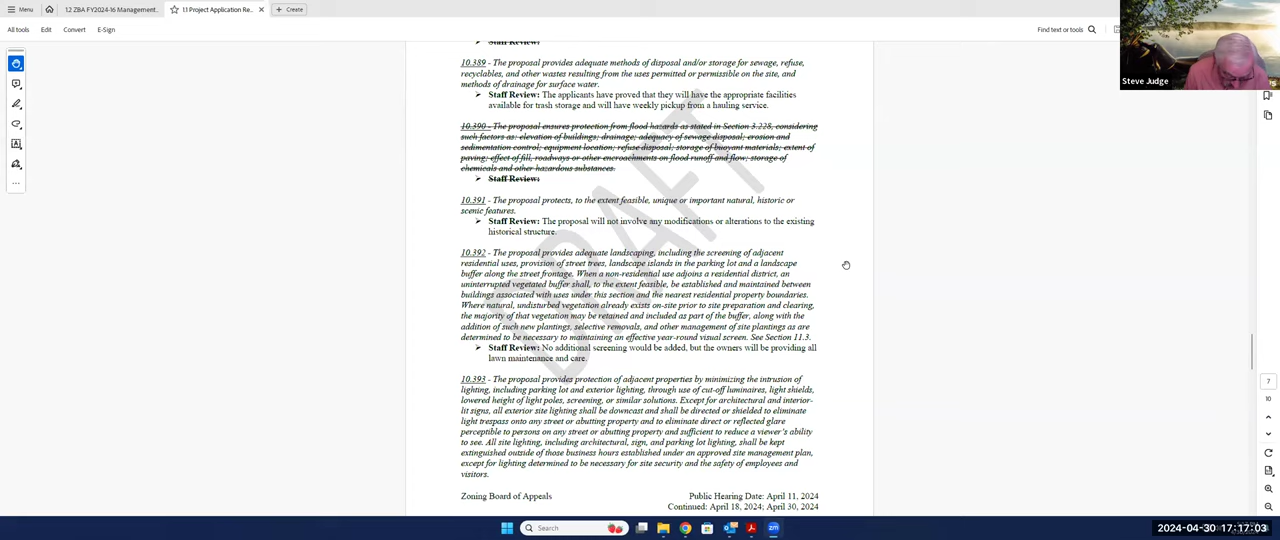 Menu
1.2 ZBA FY2024-16 Management...
1.1 Project Application Re...
Create
All tools Edit Convert E-Sign
Find text or tools
Steve Judge
Staff Review:
10.389 - The proposal provides adequate methods of disposal and/or storage for sewage, refuse,
recyclables, and other wastes resulting from the uses permitted or permissible on the site, and
methods of drainage for surface water.
Staff Review: The applicants have proved that they will have the appropriate facilities
available for trash storage and will have weekly pickup from a hauling service.
10.390 - The proposal ensures protection from flood hazards as stated in Section 3.228, considering
such factors as: elevation of buildings; drainage; adequacy of sewage disposal; erosion and
sedimentation control; equipment location; refuse disposal; storage of buoyant materials; extent of
paving; effect of fill, roadways or other encroachments on flood runoff and flow; storage of
chemicals and other hazardous substances.
Staff Review:
10.391 - The proposal protects, to the extent feasible, unique or important natural, historic or
scenic features.
Staff Review: The proposal will not involve any modifications or alterations to the existing
historical structure.
10.392 - The proposal provides adequate landscaping, including the screening of adjacent
residential uses, provision of street trees, landscape islands in the parking lot and a landscape
buffer along the street frontage. When a non-residential use adjoins a residential district, an
uninterrupted vegetated buffer shall, to the extent feasible, be established and maintained between
buildings associated with uses under this section and the nearest residential property boundaries.
Where natural, undisturbed vegetation already exists on-site prior to site preparation and clearing,
the majority of that vegetation may be retained and included as part of the buffer, along with the
addition of such new plantings, selective removals, and other management of site plantings as are
determined to be necessary to maintaining an effective year-round visual screen. See Section 11.3.
Staff Review: No additional screening would be added, but the owners will be providing all
lawn maintenance and care.
10.393 - The proposal provides protection of adjacent properties by minimizing the intrusion of
lighting, including parking lot and exterior lighting, through use of cut-off luminaires, light shields,
lowered height of light poles, screening, or similar solutions. Except for architectural and interior-
lit signs, all exterior site lighting shall be downcast and shall be directed or shielded to eliminate
light trespass onto any street or abutting property and to eliminate direct or reflected glare
perceptible to persons on any street or abutting property and sufficient to reduce a viewer's ability
to see. All site lighting, including architectural, sign, and parking lot lighting, shall be kept
extinguished outside of those business hours established under an approved site management plan,
except for lighting determined to be necessary for site security and the safety of employees and
visitors.
DRAFT
Zoning Board of Appeals Public Hearing Date: April 11, 2024
Continued: April 18, 2024; April 30, 2024
7
10
Search
2024-04-30 17:17:03